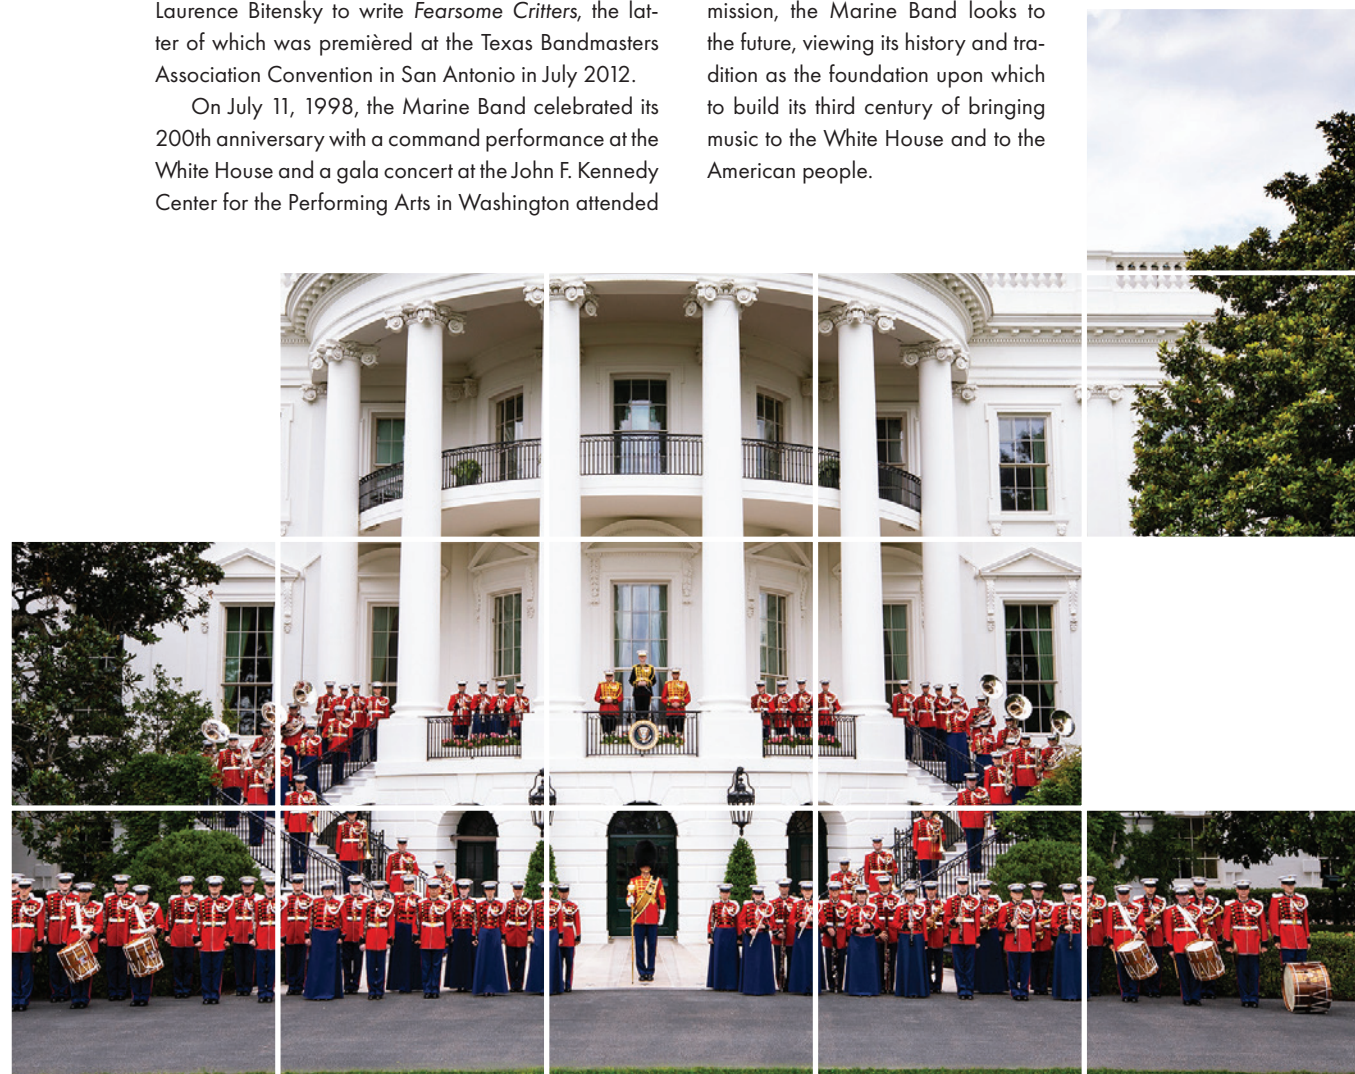 Laurence Bitensky to write Fearsome Critters, the lat-
ter of which was premièred at the Texas Bandmasters
Association Convention in San Antonio in July 2012.
On July 11, 1998, the Marine Band celebrated its
200th anniversary with a command performance at the
White House and a gala concert at the John F. Kennedy
Center for the Performing Arts in Washington attended
mission, the Marine Band looks to
the future, viewing its history and tra-
dition as the foundation upon which
to build its third century of bringing
music to the White House and to the
American people.